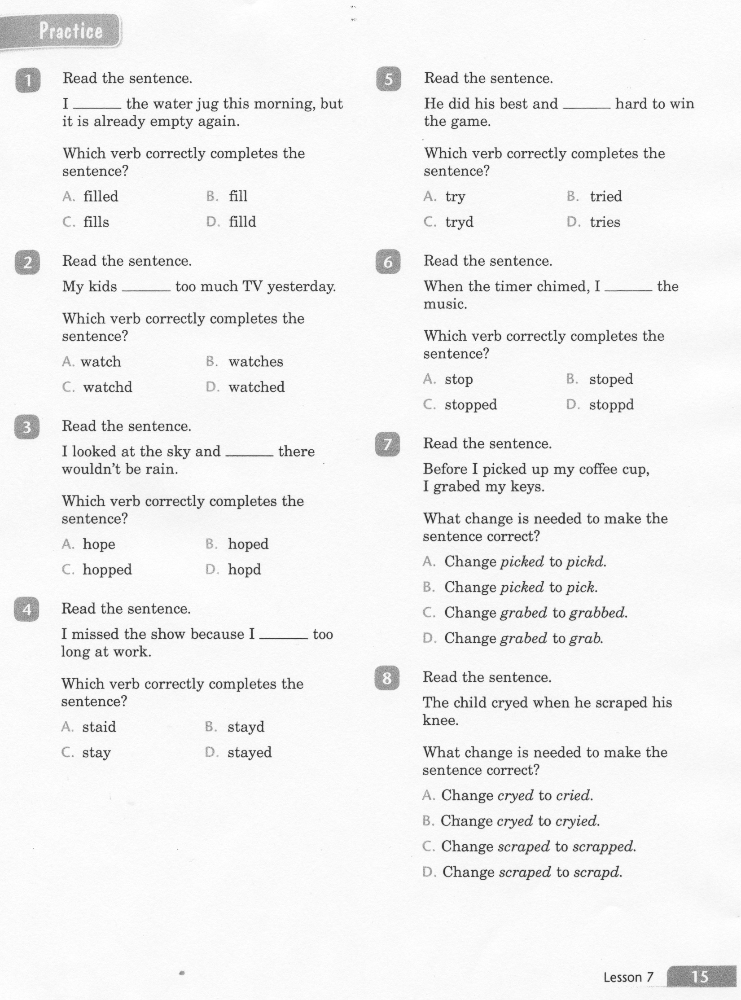 Practice
1
Read the sentence.
I ______ the water jug this morning, but
it is already empty again.
Which verb correctly completes the
sentence?
A. filled B. fill
C. fills D. filld
2
Read the sentence.
My kids ______ too much TV yesterday.
Which verb correctly completes the
sentence?
A. watch B. watches
C. watchd D. watched
3
Read the sentence.
I looked at the sky and ______ there
wouldn't be rain.
Which verb correctly completes the
sentence?
A. hope B. hoped
C. hopped D. hopd
4
Read the sentence.
I missed the show because I ______ too
long at work.
Which verb correctly completes the
sentence?
A. staid B. stayd
C. stay D. stayed
5
Read the sentence.
He did his best and ______ hard to win
the game.
Which verb correctly completes the
sentence?
A. try B. tried
C. tryd D. tries
6
Read the sentence.
When the timer chimed, I ______ the
music.
Which verb correctly completes the
sentence?
A. stop B. stoped
C. stopped D. stoppd
7
Read the sentence.
Before I picked up my coffee cup,
I grabed my keys.
What change is needed to make the
sentence correct?
A. Change picked to pickd.
B. Change picked to pick.
C. Change grabed to grabbed.
D. Change grabed to grab.
8
Read the sentence.
The child cryed when he scraped his
knee.
What change is needed to make the
sentence correct?
A. Change cryed to cried.
B. Change cryed to cryied.
C. Change scraped to scrapped.
D. Change scraped to scrapd.
Lesson 7 15